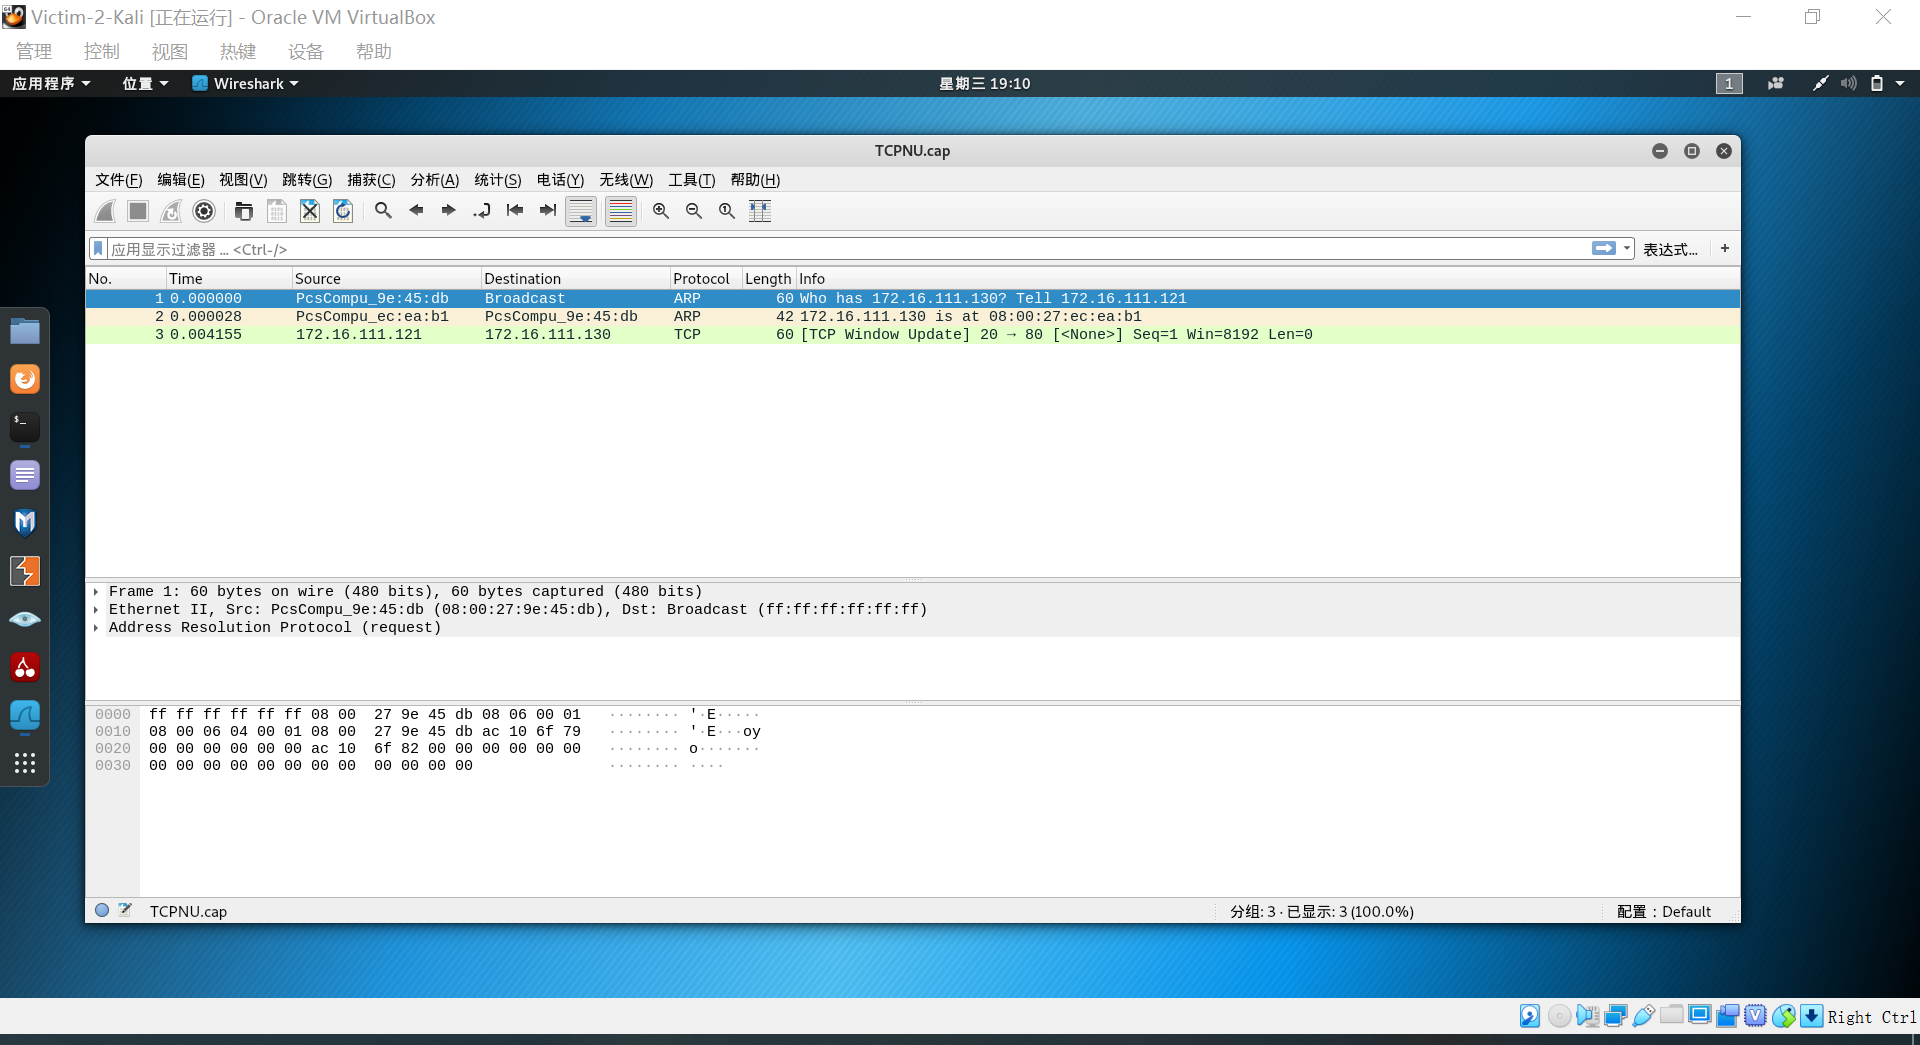 Victim-2-Kali [正在运行] - Oracle VM VirtualBox
管理 控制 视图 热键 设备 帮助
应用程序 位置 Wireshark 星期三 19:10 1
TCPNU.cap
文件(F) 编辑(E) 视图(V) 跳转(G) 捕获(C) 分析(A) 统计(S) 电话(Y) 无线(W) 工具(T) 帮助(H)
应用显示过滤器 … <Ctrl-/> 表达式… +
No. Time Source Destination Protocol Length Info
1 0.000000 PcsCompu_9e:45:db Broadcast ARP 60 Who has 172.16.111.130? Tell 172.16.111.121
2 0.000028 PcsCompu_ec:ea:b1 PcsCompu_9e:45:db ARP 42 172.16.111.130 is at 08:00:27:ec:ea:b1
3 0.004155 172.16.111.121 172.16.111.130 TCP 60 [TCP Window Update] 20 → 80 [<None>] Seq=1 Win=8192 Len=0
Frame 1: 60 bytes on wire (480 bits), 60 bytes captured (480 bits)
Ethernet II, Src: PcsCompu_9e:45:db (08:00:27:9e:45:db), Dst: Broadcast (ff:ff:ff:ff:ff:ff)
Address Resolution Protocol (request)
0000 ff ff ff ff ff ff 08 00 27 9e 45 db 08 06 00 01 ········ '·E·····
0010 08 00 06 04 00 01 08 00 27 9e 45 db ac 10 6f 79 ········ '·E···oy
0020 00 00 00 00 00 00 ac 10 6f 82 00 00 00 00 00 00 ········ o·······
0030 00 00 00 00 00 00 00 00 00 00 00 00 ········ ····
TCPNU.cap 分组: 3 · 已显示: 3 (100.0%) 配置：Default
Right Ctrl